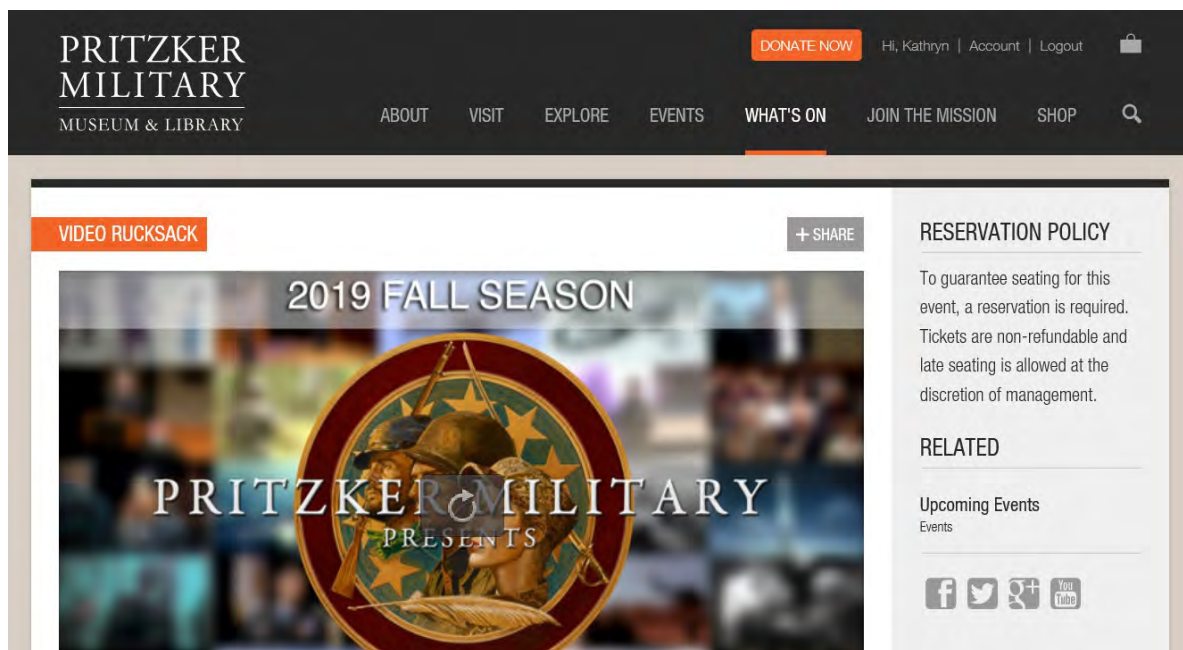 PRITZKER
MILITARY
MUSEUM & LIBRARY
DONATE NOW
Hi, Kathryn | Account | Logout
ABOUT VISIT EXPLORE EVENTS WHAT'S ON JOIN THE MISSION SHOP
VIDEO RUCKSACK
+ SHARE
2019 FALL SEASON
PRITZKER MILITARY
PRESENTS
RESERVATION POLICY
To guarantee seating for this
event, a reservation is required.
Tickets are non-refundable and
late seating is allowed at the
discretion of management.
RELATED
Upcoming Events
Events
f
g+
You
Tube